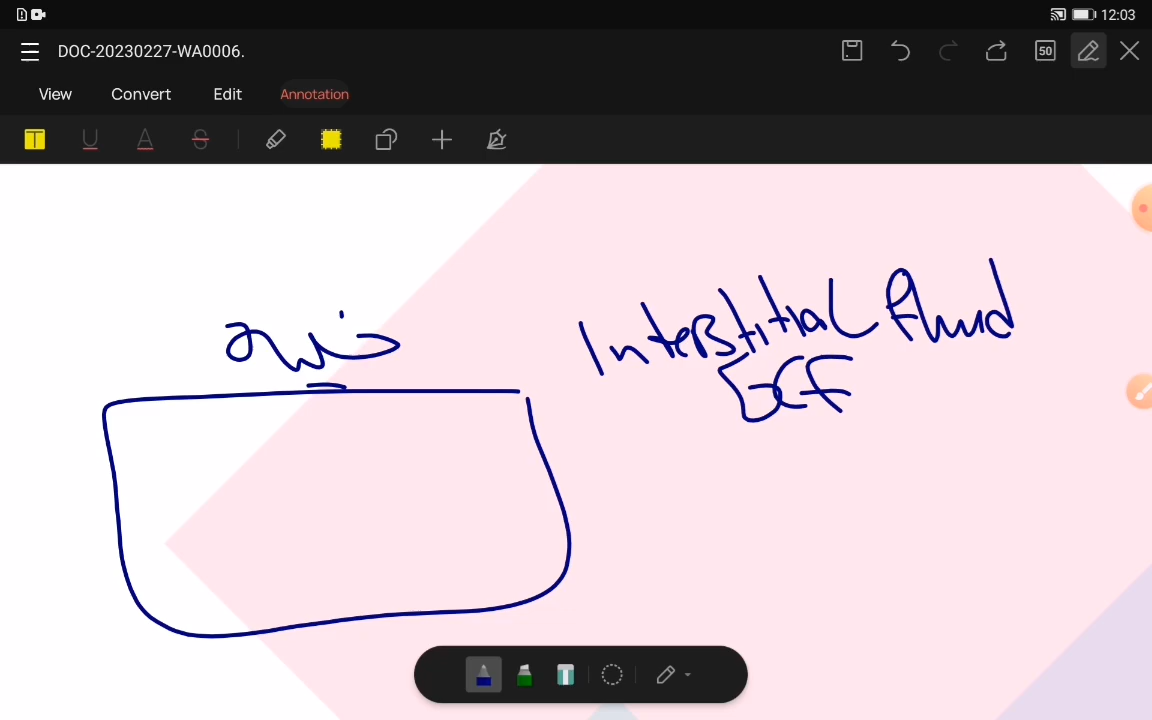 12:03
DOC-20230227-WA0006.
50
View Convert Edit Annotation
T U A S
Interstitial fluid
ECF